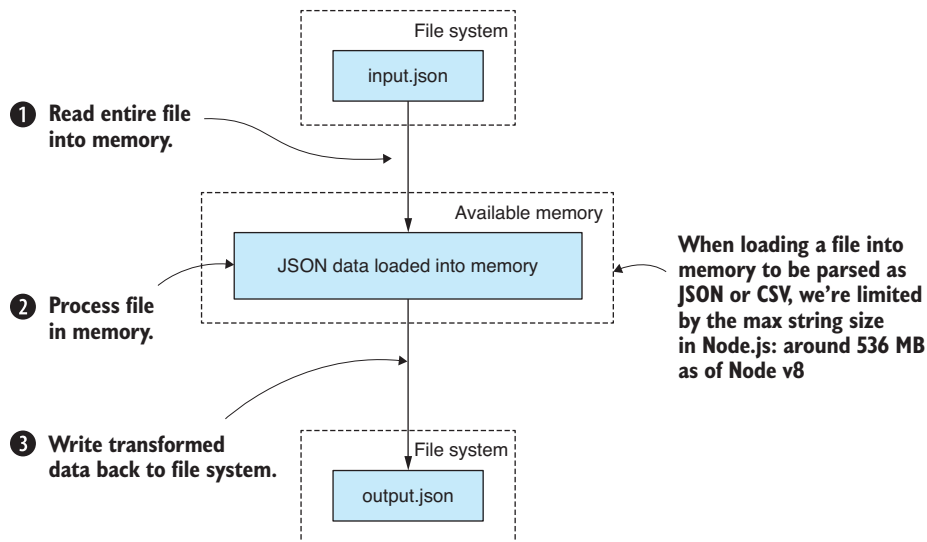 File system
input.json
1 Read entire file
into memory.
Available memory
JSON data loaded into memory
When loading a file into
memory to be parsed as
JSON or CSV, we’re limited
by the max string size
in Node.js: around 536 MB
as of Node v8
2 Process file
in memory.
3 Write transformed
data back to file system.
File system
output.json